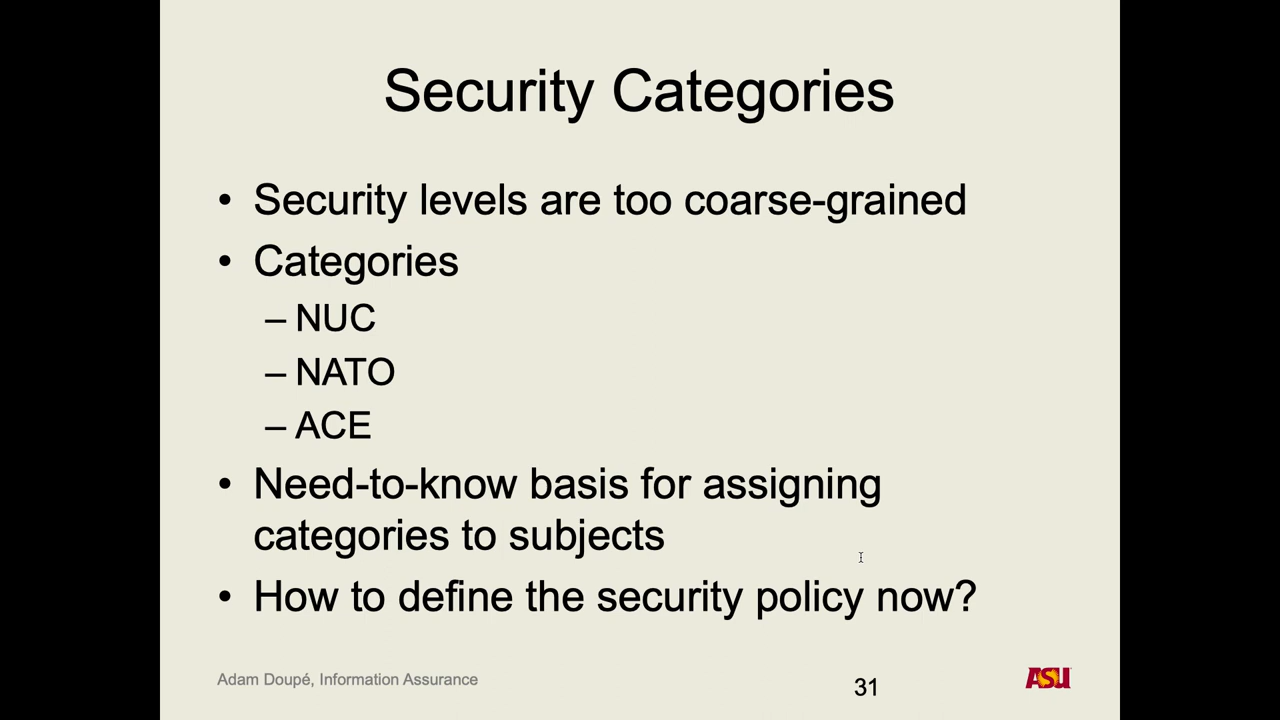 Security Categories
• Security levels are too coarse-grained
• Categories
– NUC
– NATO
– ACE
• Need-to-know basis for assigning
categories to subjects
• How to define the security policy now?
Adam Doupé, Information Assurance
31
ASU